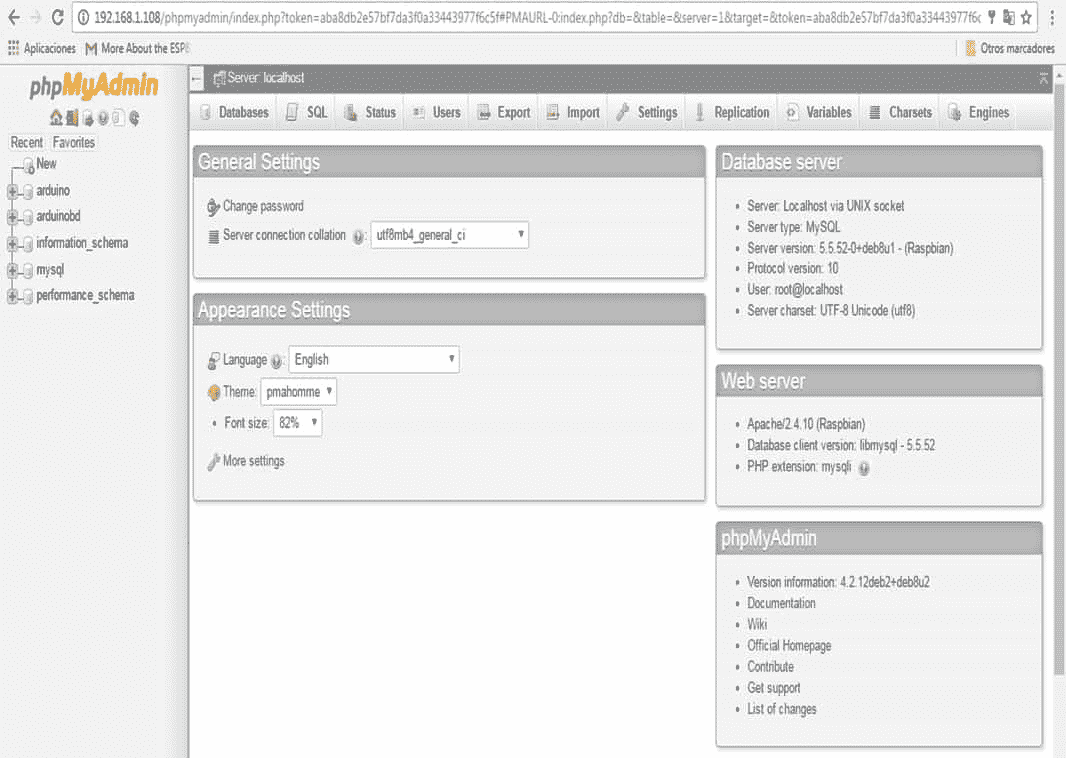 192.168.1.108/phpmyadmin/index.php?token=aba8db2e57bf7da3f0a33443977f6c5f#PMAURL-0:index.php?db=&table=&server=1&target=&token=aba8db2e57bf7da3f0a33443977f6c
Aplicaciones More About the ESP8 Otros marcadores
phpMyAdmin
Recent Favorites
New
arduino
arduinobd
information_schema
mysql
performance_schema
Server: localhost
Databases SQL Status Users Export Import Settings Replication Variables Charsets Engines
General Settings
Change password
Server connection collation : utf8mb4_general_ci
Appearance Settings
Language : English
Theme: pmahomme
• Font size: 82%
More settings
Database server
• Server: Localhost via UNIX socket
• Server type: MySQL
• Server version: 5.5.52-0+deb8u1 - (Raspbian)
• Protocol version: 10
• User: root@localhost
• Server charset: UTF-8 Unicode (utf8)
Web server
• Apache/2.4.10 (Raspbian)
• Database client version: libmysql - 5.5.52
• PHP extension: mysqli
phpMyAdmin
• Version information: 4.2.12deb2+deb8u2
• Documentation
• Wiki
• Official Homepage
• Contribute
• Get support
• List of changes